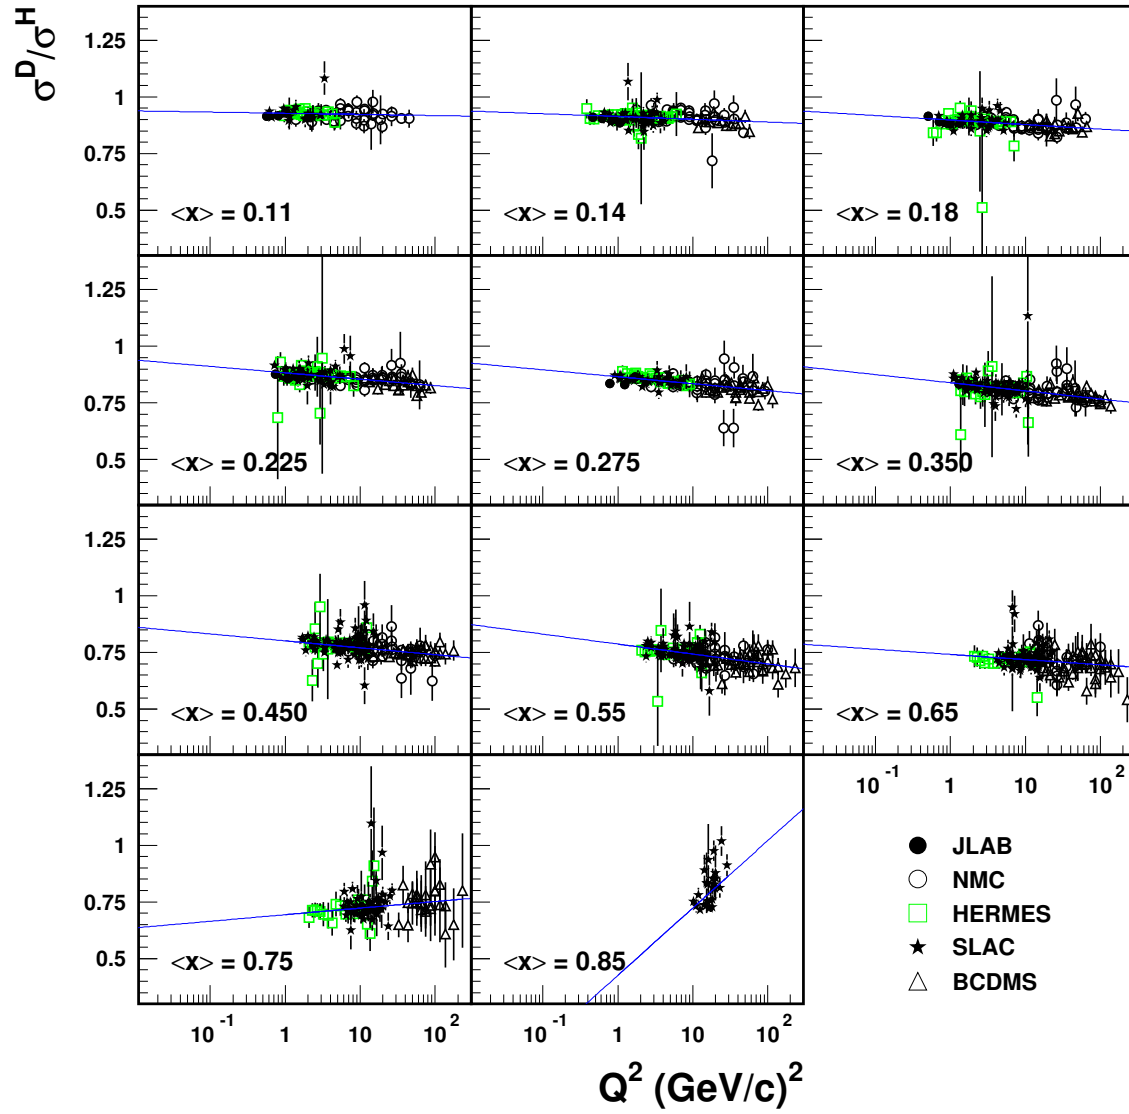 σ^D/σ^H
1.25
1
0.75
0.5
<x> = 0.11
<x> = 0.14
<x> = 0.18
1.25
1
0.75
0.5
<x> = 0.225
<x> = 0.275
<x> = 0.350
1.25
1
0.75
0.5
<x> = 0.450
<x> = 0.55
<x> = 0.65
10^-1 1 10 10^2
1.25
1
0.75
0.5
<x> = 0.75
<x> = 0.85
JLAB
NMC
HERMES
SLAC
BCDMS
10^-1 1 10 10^2
10^-1 1 10 10^2
Q^2 (GeV/c)^2